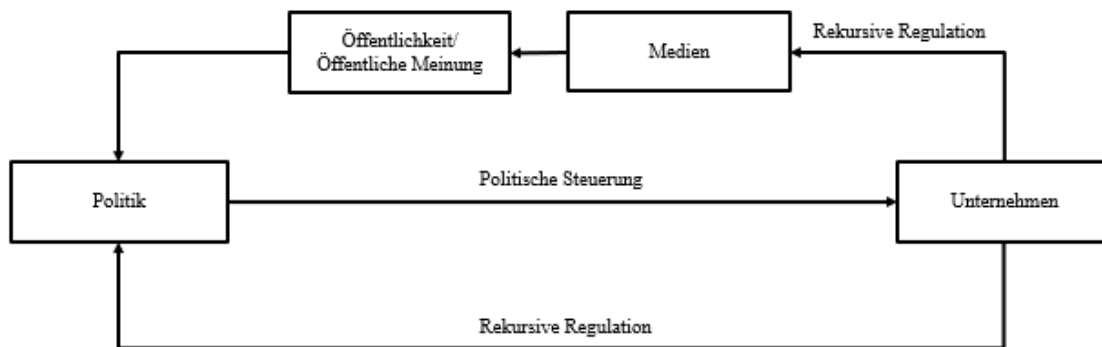 Rekursive Regulation
Öffentlichkeit/
Öffentliche Meinung
Medien
Politische Steuerung
Politik
Unternehmen
Rekursive Regulation